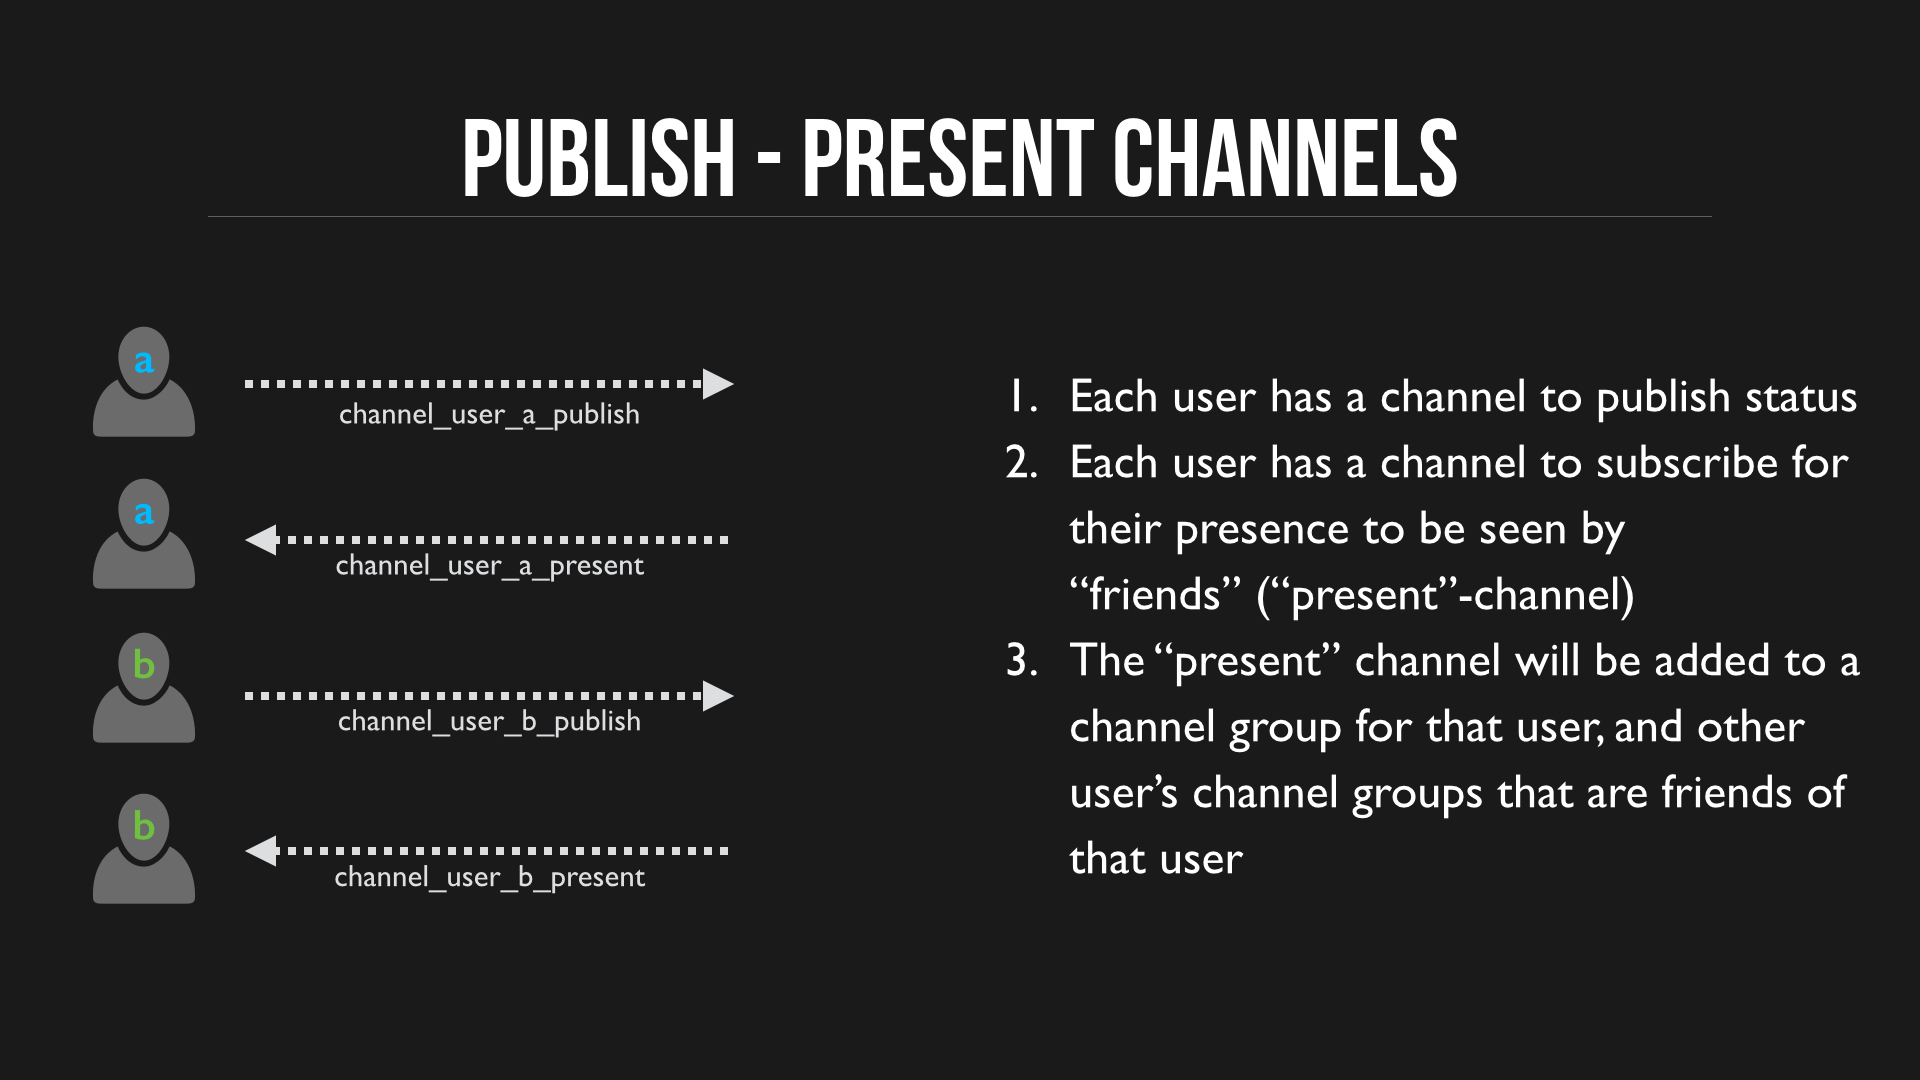 PUBLISH - PRESENT CHANNELS
a
channel_user_a_publish
a
channel_user_a_present
b
channel_user_b_publish
b
channel_user_b_present
1. Each user has a channel to publish status
2. Each user has a channel to subscribe for
their presence to be seen by
“friends” (“present”-channel)
3. The “present” channel will be added to a
channel group for that user, and other
user’s channel groups that are friends of
that user